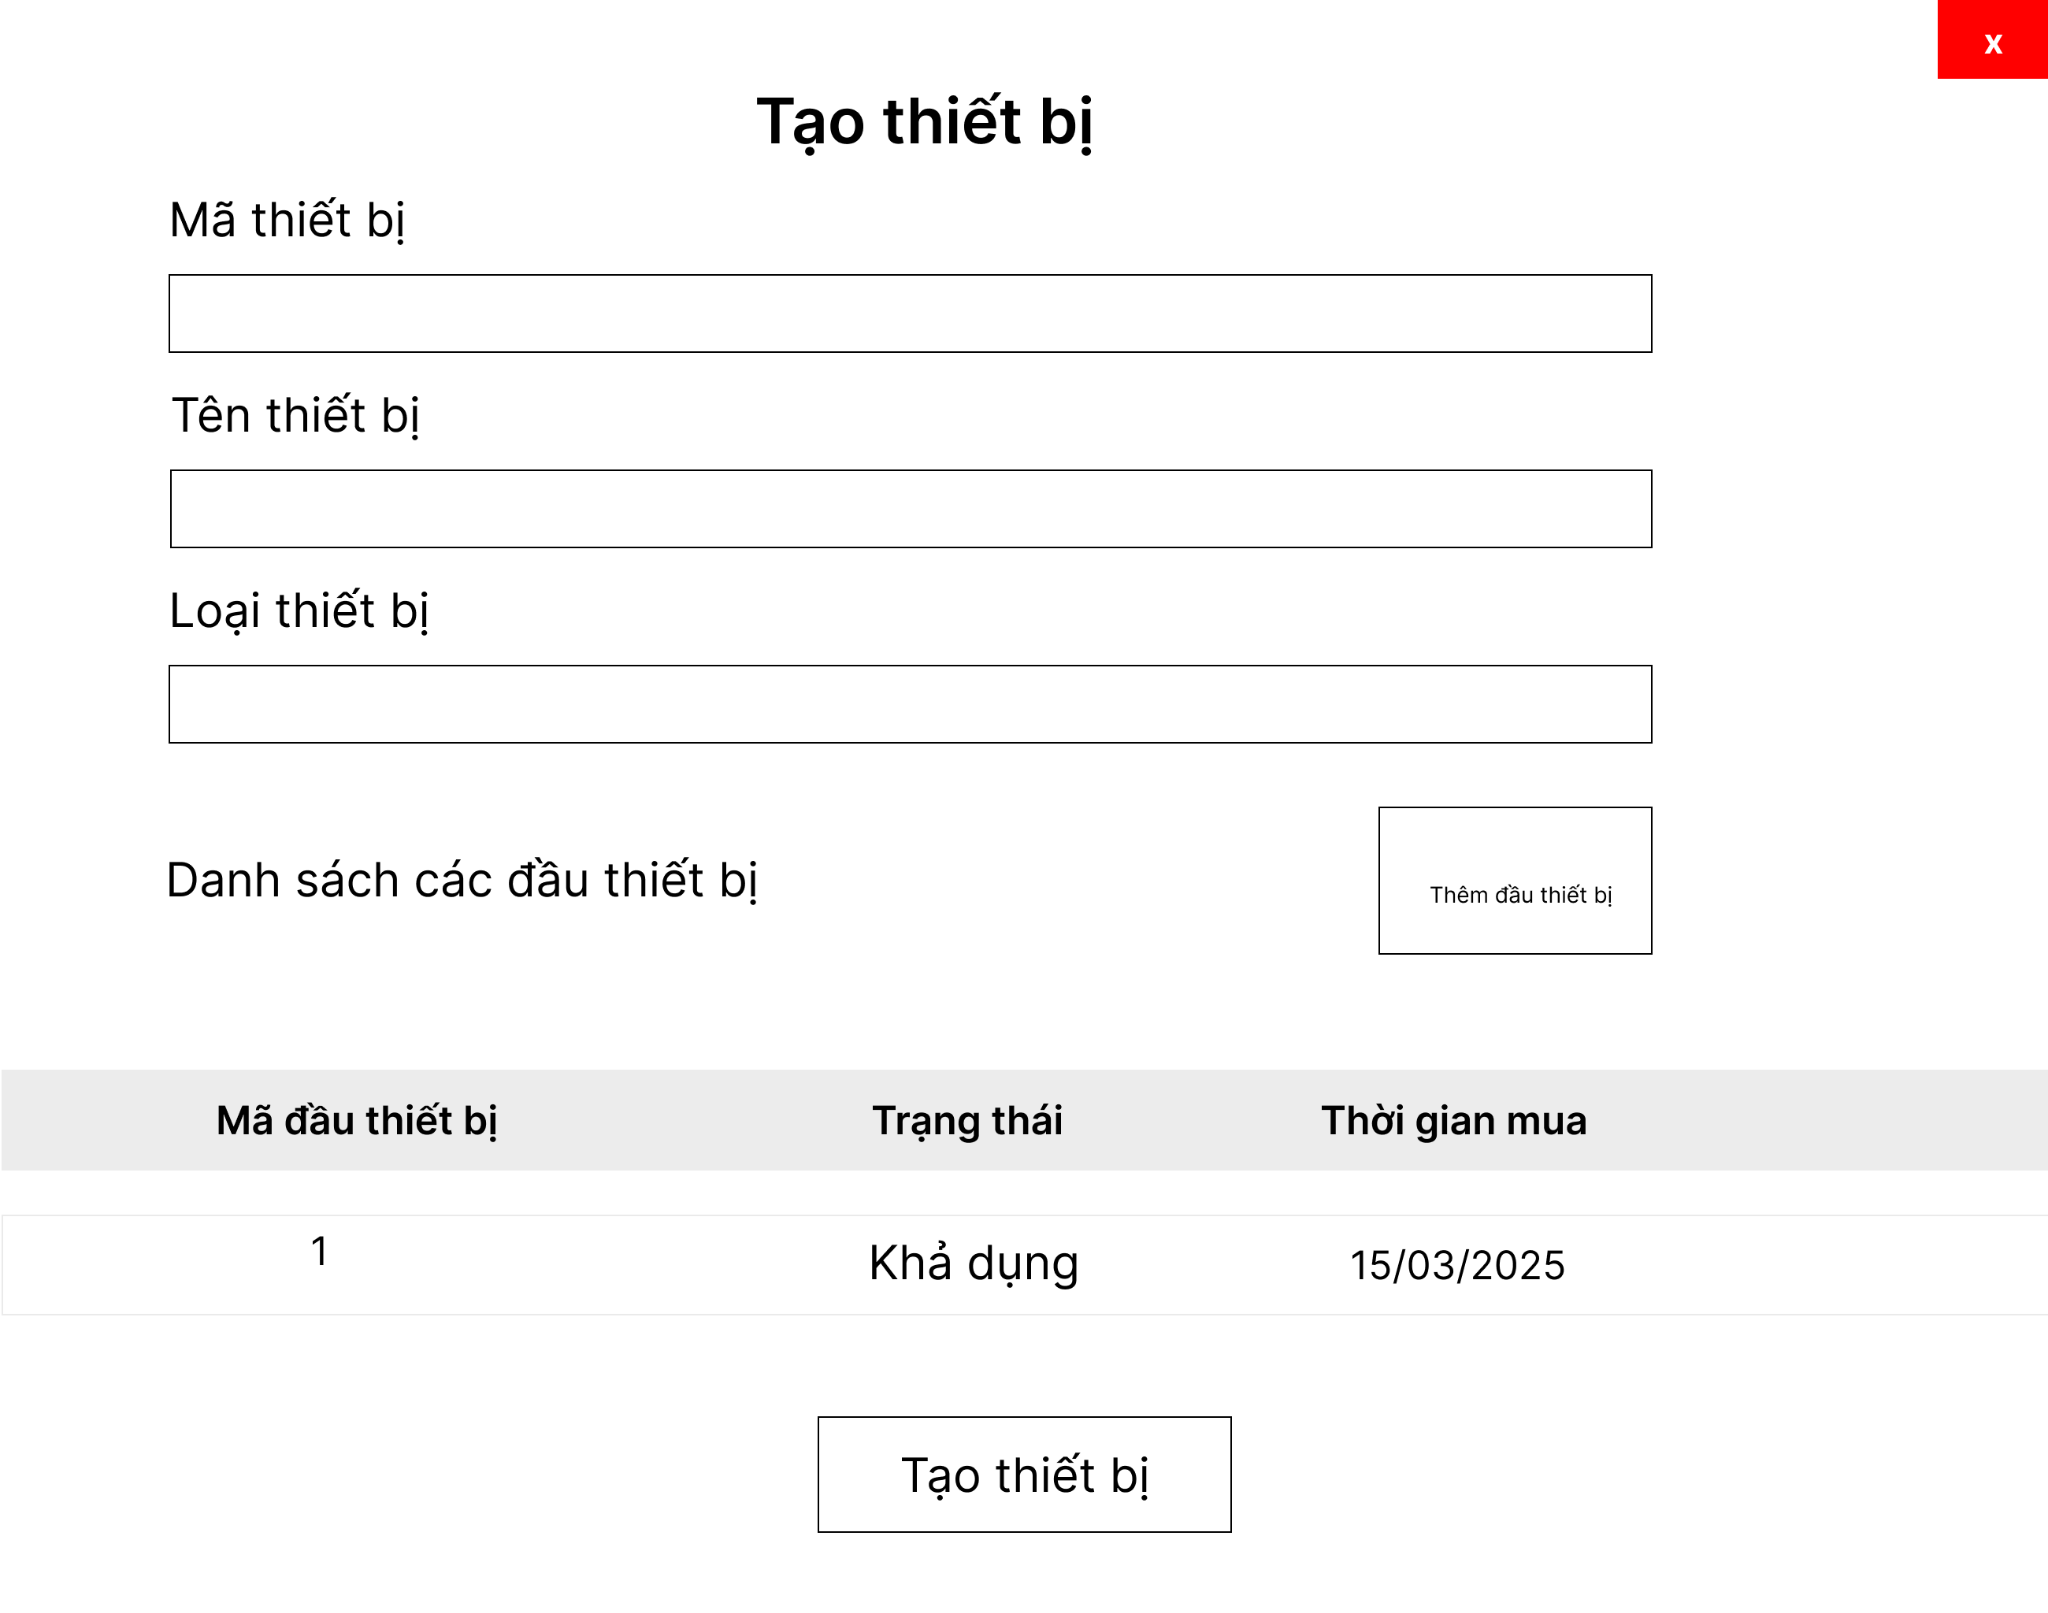 x
Tạo thiết bị
Mã thiết bị
Tên thiết bị
Loại thiết bị
Danh sách các đầu thiết bị
Thêm đầu thiết bị
Mã đầu thiết bị Trạng thái Thời gian mua
1 Khả dụng 15/03/2025
Tạo thiết bị